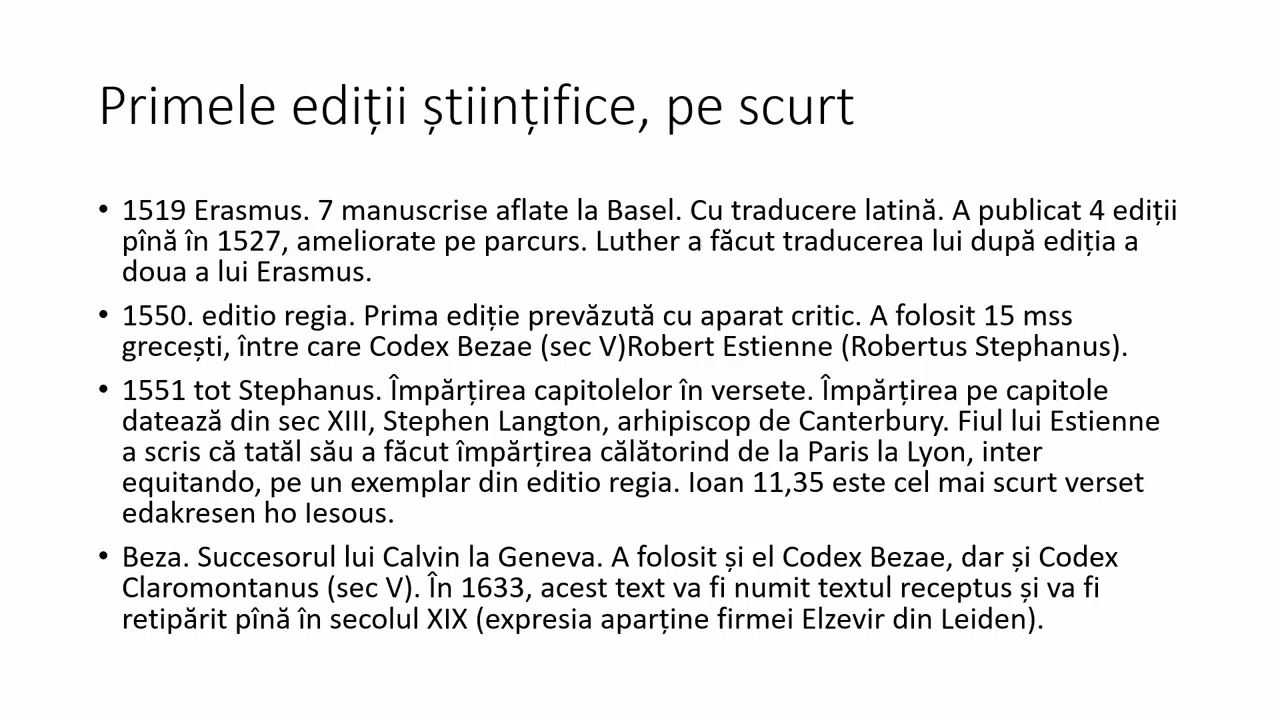 Primele ediții științifice, pe scurt
• 1519 Erasmus. 7 manuscrise aflate la Basel. Cu traducere latină. A publicat 4 ediții
pînă în 1527, ameliorate pe parcurs. Luther a făcut traducerea lui după ediția a
doua a lui Erasmus.
• 1550. editio regia. Prima ediție prevăzută cu aparat critic. A folosit 15 mss
grecești, între care Codex Bezae (sec V)Robert Estienne (Robertus Stephanus).
• 1551 tot Stephanus. Împărțirea capitolelor în versete. Împărțirea pe capitole
datează din sec XIII, Stephen Langton, arhipiscop de Canterbury. Fiul lui Estienne
a scris că tatăl său a făcut împărțirea călătorind de la Paris la Lyon, inter
equitando, pe un exemplar din editio regia. Ioan 11,35 este cel mai scurt verset
edakresen ho Iesous.
• Beza. Succesorul lui Calvin la Geneva. A folosit și el Codex Bezae, dar și Codex
Claromontanus (sec V). În 1633, acest text va fi numit textul receptus și va fi
retipărit pînă în secolul XIX (expresia aparține firmei Elzevir din Leiden).